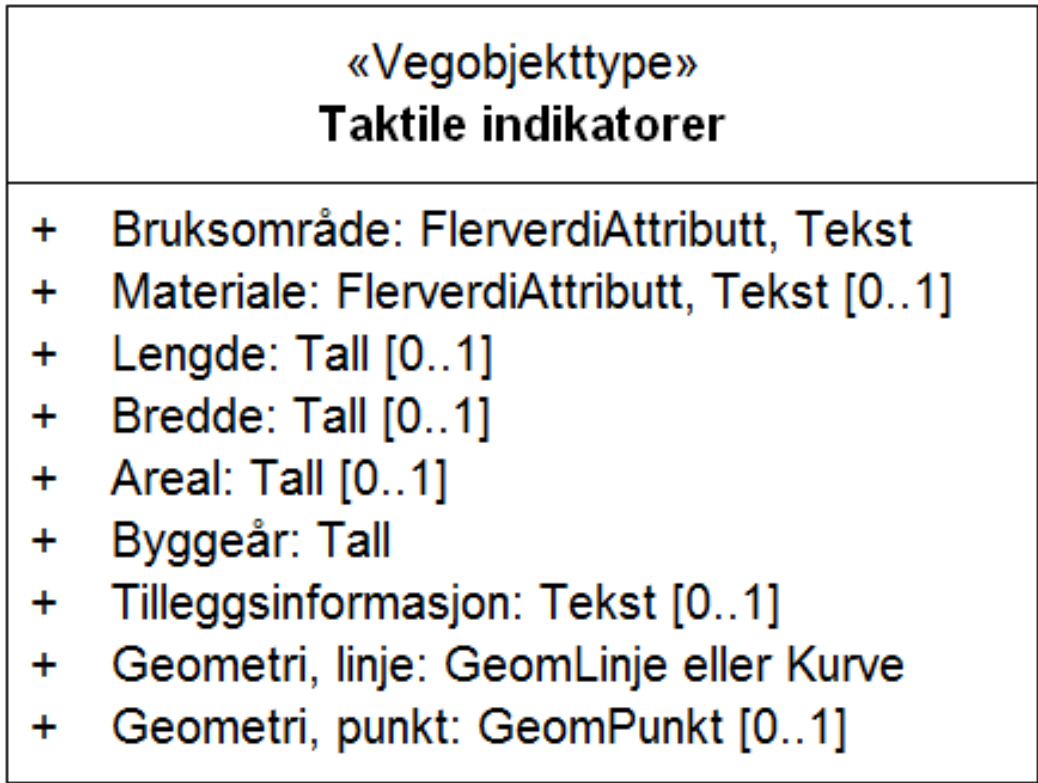 «Vegobjekttype»
Taktile indikatorer
+ Bruksområde: FlerverdiAttributt, Tekst
+ Materiale: FlerverdiAttributt, Tekst [0..1]
+ Lengde: Tall [0..1]
+ Bredde: Tall [0..1]
+ Areal: Tall [0..1]
+ Byggeår: Tall
+ Tilleggsinformasjon: Tekst [0..1]
+ Geometri, linje: GeomLinje eller Kurve
+ Geometri, punkt: GeomPunkt [0..1]